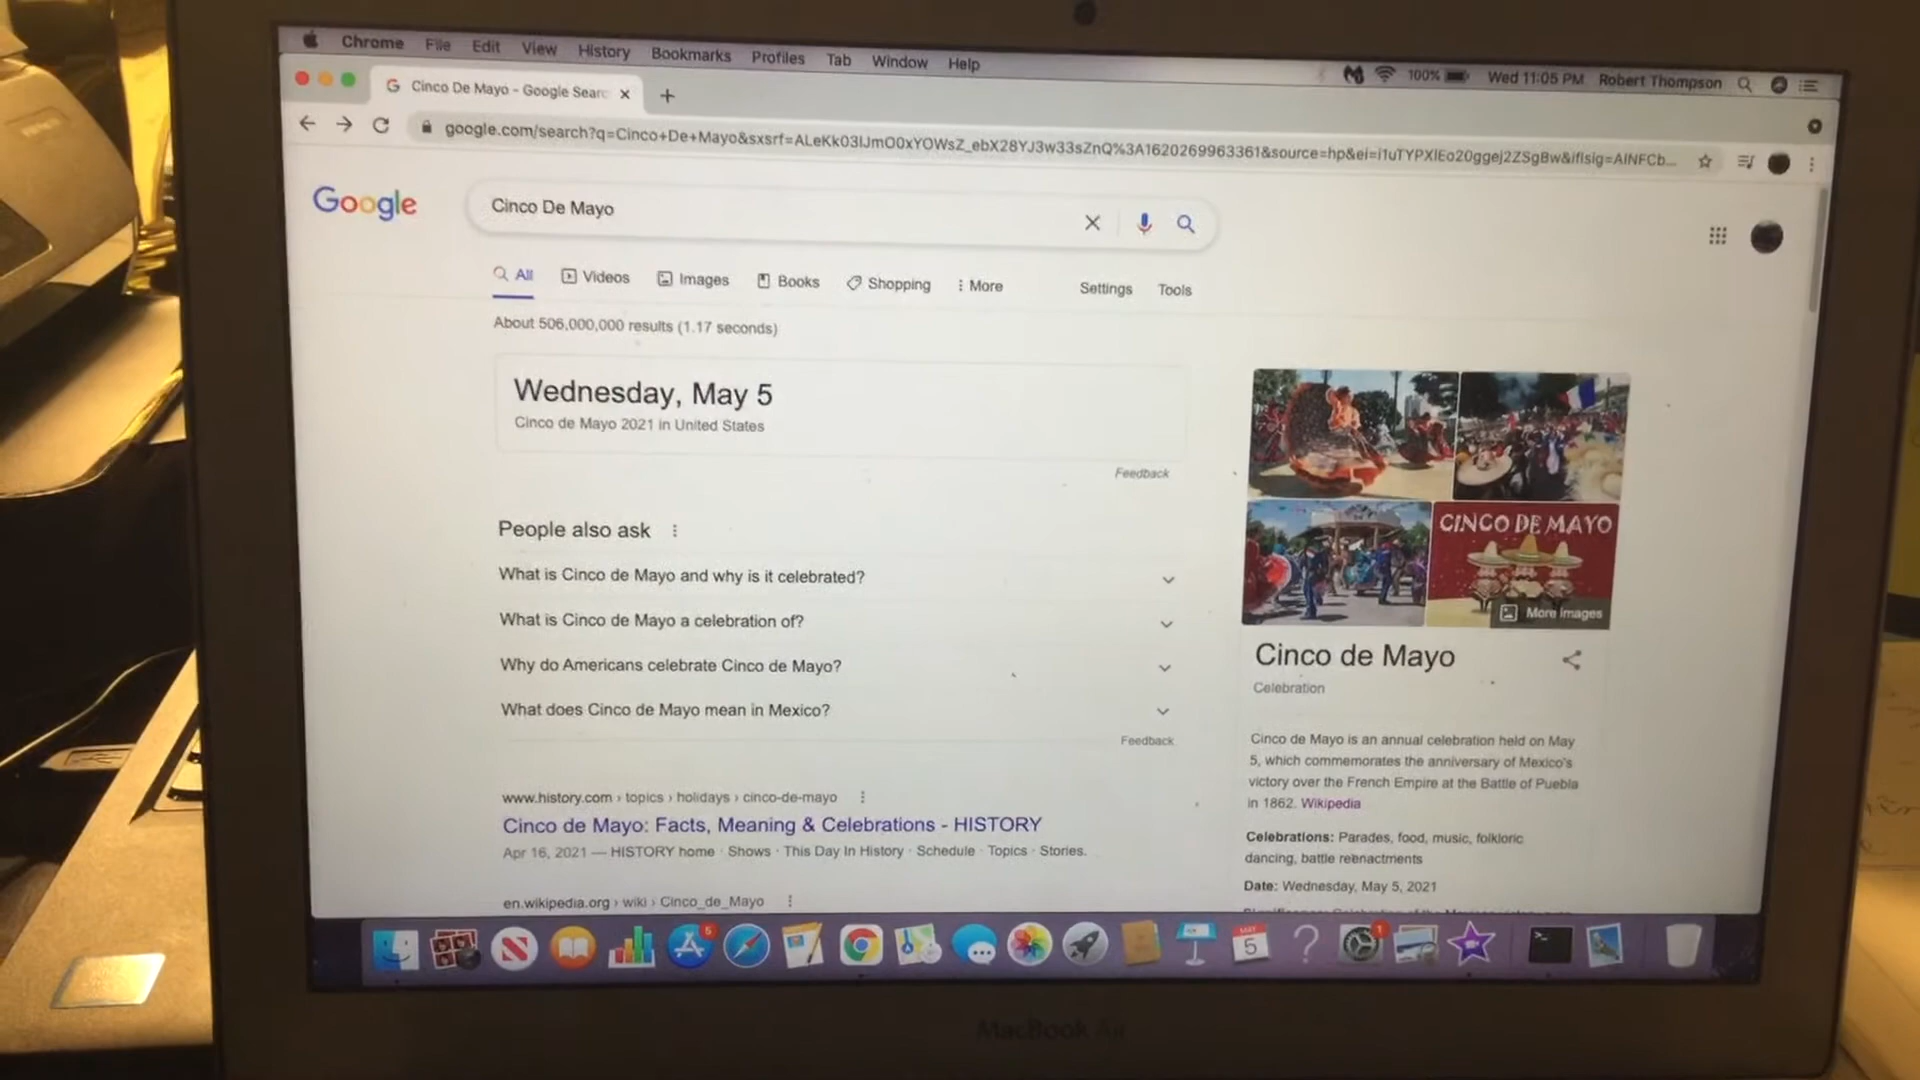 Chrome File Edit View History Bookmarks Profiles Tab Window Help
100% Wed 11:05 PM Robert Thompson
Cinco De Mayo - Google Sear
google.com/search?q=Cinco+De+Mayo&sxsrf=
Google
Cinco De Mayo
All Videos Images Books Shopping More Settings Tools
About 506,000,000 results (1.17 seconds)
Wednesday, May 5
Cinco de Mayo 2021 in United States
Feedback
People also ask
What is Cinco de Mayo and why is it celebrated?
What is Cinco de Mayo a celebration of?
Why do Americans celebrate Cinco de Mayo?
What does Cinco de Mayo mean in Mexico?
Feedback
www.history.com › topics › holidays › cinco-de-mayo
Cinco de Mayo: Facts, Meaning & Celebrations - HISTORY
Apr 16, 2021 — HISTORY home · Shows · This Day In History · Schedule · Topics · Stories.
en.wikipedia.org › wiki › Cinco_de_Mayo
CINCO DE MAYO
More images
Cinco de Mayo
Celebration
Cinco de Mayo is an annual celebration held on May
5, which commemorates the anniversary of Mexico's
victory over the French Empire at the Battle of Puebla
in 1862. Wikipedia
Celebrations: Parades, food, music, folkloric
dancing, battle reenactments
Date: Wednesday, May 5, 2021
5
MAY
5
1
MacBook Air